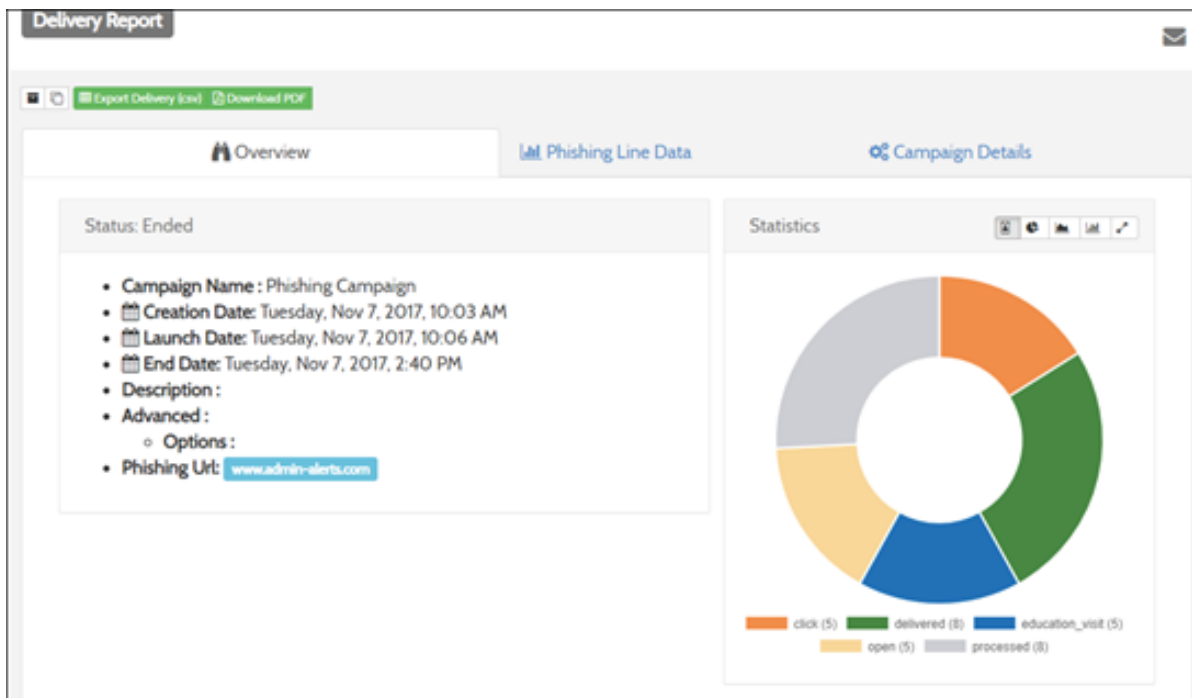 Delivery Report
Export Delivery (csv) Download PDF
Overview
Phishing Line Data
Campaign Details
Status: Ended
Campaign Name : Phishing Campaign
Creation Date: Tuesday, Nov 7, 2017, 10:03 AM
Launch Date: Tuesday, Nov 7, 2017, 10:06 AM
End Date: Tuesday, Nov 7, 2017, 2:40 PM
Description :
Advanced :
Options :
Phishing Url: www.admin-alerts.com
Statistics
click (5) delivered (8) education_visit (5)
open (5) processed (8)